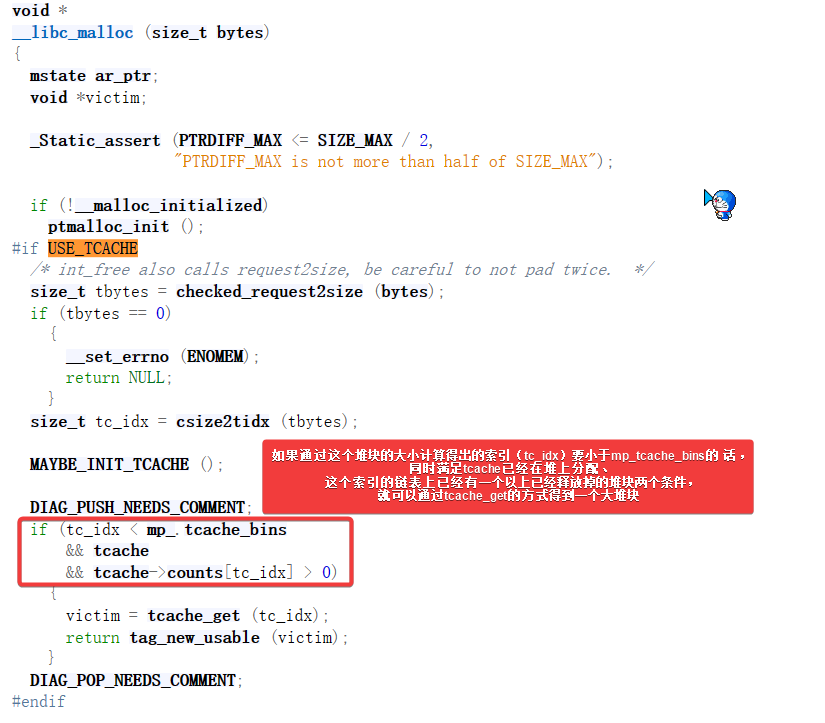 void *
__libc_malloc (size_t bytes)
{
  mstate ar_ptr;
  void *victim;

  _Static_assert (PTRDIFF_MAX <= SIZE_MAX / 2,
                  "PTRDIFF_MAX is not more than half of SIZE_MAX");

  if (!__malloc_initialized)
    ptmalloc_init ();
#if USE_TCACHE
  /* int_free also calls request2size, be careful to not pad twice.  */
  size_t tbytes = checked_request2size (bytes);
  if (tbytes == 0)
    {
      __set_errno (ENOMEM);
      return NULL;
    }
  size_t tc_idx = csize2tidx (tbytes);

如果通过这个堆块的大小计算得出的索引（tc_idx）要小于mp_tcache_bins的 话，
同时满足tcache已经在堆上分配、
这个索引的链表上已经有一个以上已经释放掉的堆块两个条件，
就可以通过tcache_get的方式得到一个大堆块
  MAYBE_INIT_TCACHE ();

  DIAG_PUSH_NEEDS_COMMENT;
  if (tc_idx < mp_.tcache_bins
      && tcache
      && tcache->counts[tc_idx] > 0)
    {
      victim = tcache_get (tc_idx);
      return tag_new_usable (victim);
    }
  DIAG_POP_NEEDS_COMMENT;
#endif